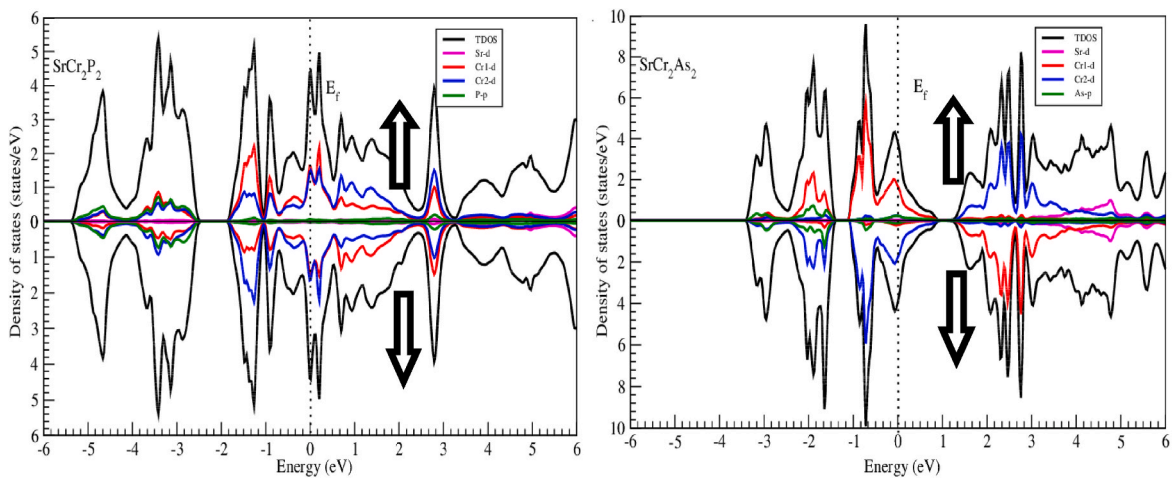 SrCr2P2
TDOS
Sr-d
Cr1-d
Cr2-d
P-p
Ef
Density of states (states/eV)
6
5
4
3
2
1
0
1
2
3
4
5
6
-6 -5 -4 -3 -2 -1 0 1 2 3 4 5 6
Energy (eV)
SrCr2As2
TDOS
Sr-d
Cr1-d
Cr2-d
As-p
Ef
Density of states (states/eV)
10
8
6
4
2
0
2
4
6
8
10
-6 -5 -4 -3 -2 -1 0 1 2 3 4 5 6
Energy (eV)